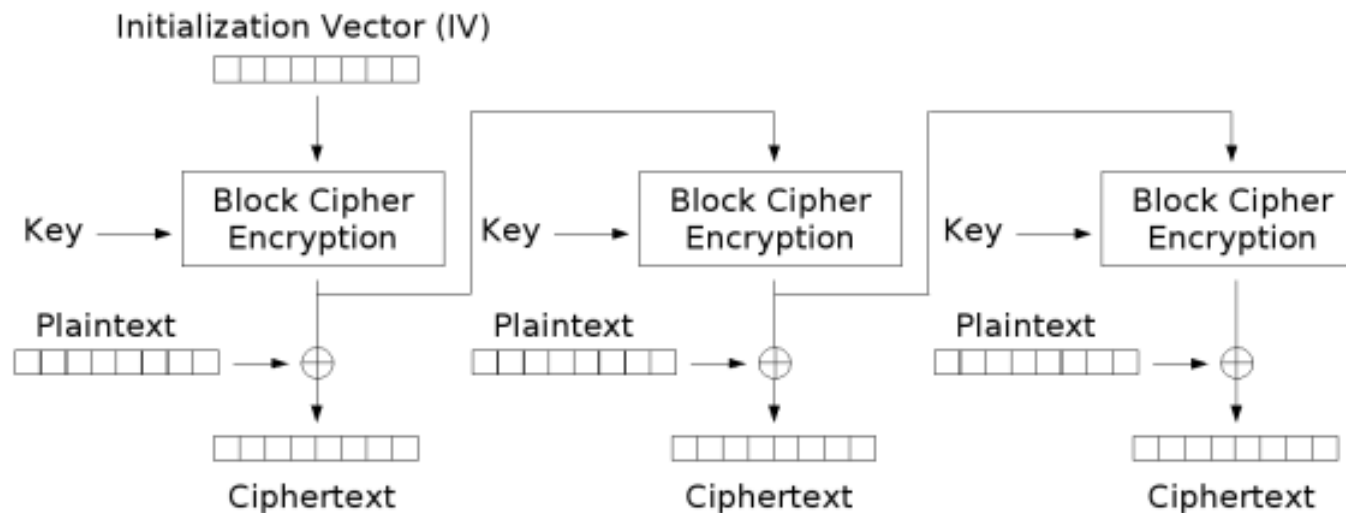 Initialization Vector (IV)
Key
Block Cipher
Encryption
Key
Block Cipher
Encryption
Key
Block Cipher
Encryption
Plaintext
Plaintext
Plaintext
Ciphertext
Ciphertext
Ciphertext